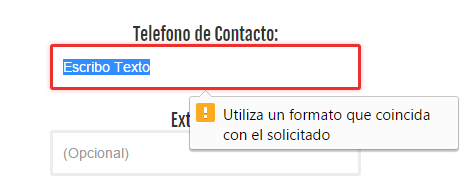 Telefono de Contacto:
Escribo Texto
Utiliza un formato que coincida
con el solicitado
Ext
(Opcional)